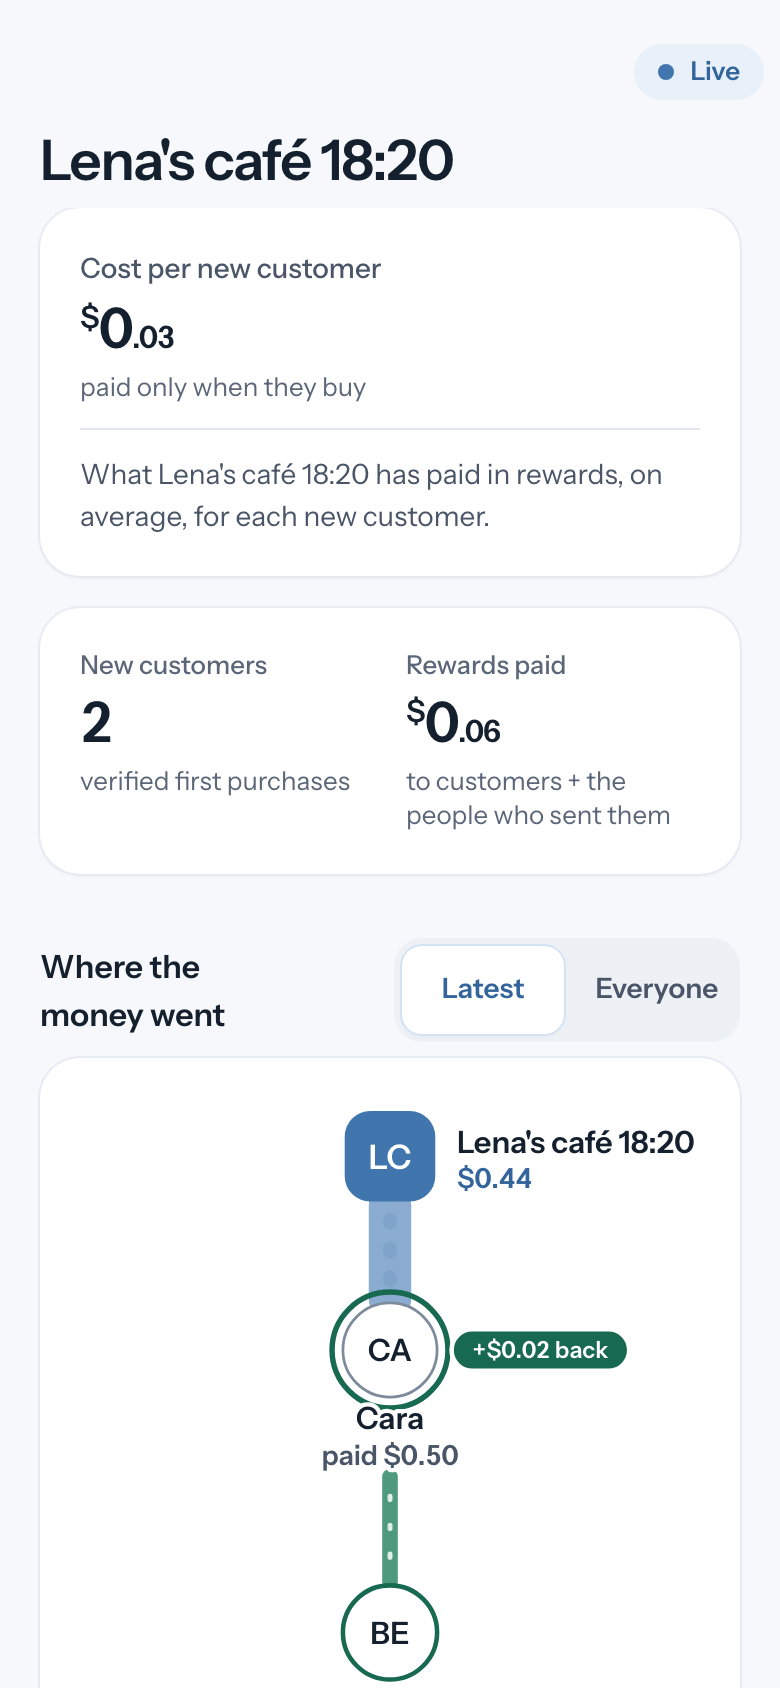 Live
Lena's café 18:20
Cost per new customer
$0.03
paid only when they buy
What Lena's café 18:20 has paid in rewards, on
average, for each new customer.
New customers
2
verified first purchases
Rewards paid
$0.06
to customers + the
people who sent them
Where the
money went
Latest
Everyone
LC
Lena's café 18:20
$0.44
CA
+$0.02 back
Cara
paid $0.50
BE